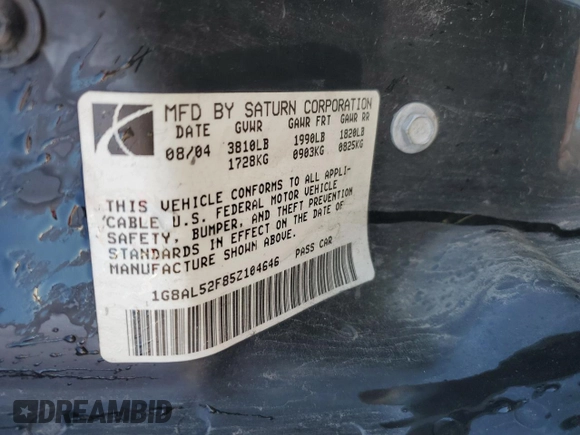 MFD BY SATURN CORPORATION
DATE GVWR GAWR FRT GAWR RR
08/04 3810LB 1990LB 1820LB
1728KG 0903KG 0825KG
THIS VEHICLE CONFORMS TO ALL APPLI-
CABLE U.S. FEDERAL MOTOR VEHICLE
SAFETY, BUMPER, AND THEFT PREVENTION
STANDARDS IN EFFECT ON THE DATE OF
MANUFACTURE SHOWN ABOVE.
1G8AL52F85Z104646 PASS CAR
DREAMBID